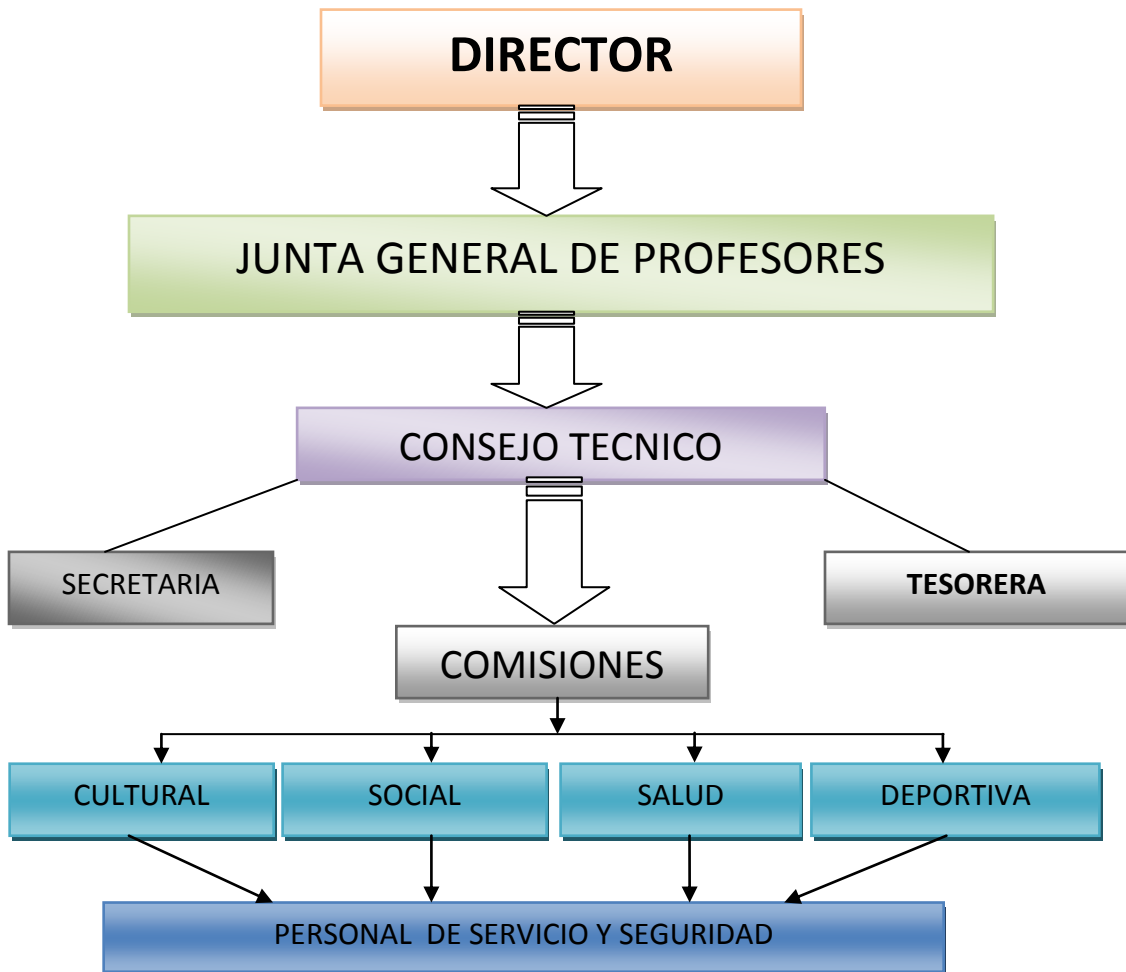 DIRECTOR
JUNTA GENERAL DE PROFESORES
CONSEJO TECNICO
SECRETARIA
TESORERA
COMISIONES
CULTURAL
SOCIAL
SALUD
DEPORTIVA
PERSONAL DE SERVICIO Y SEGURIDAD